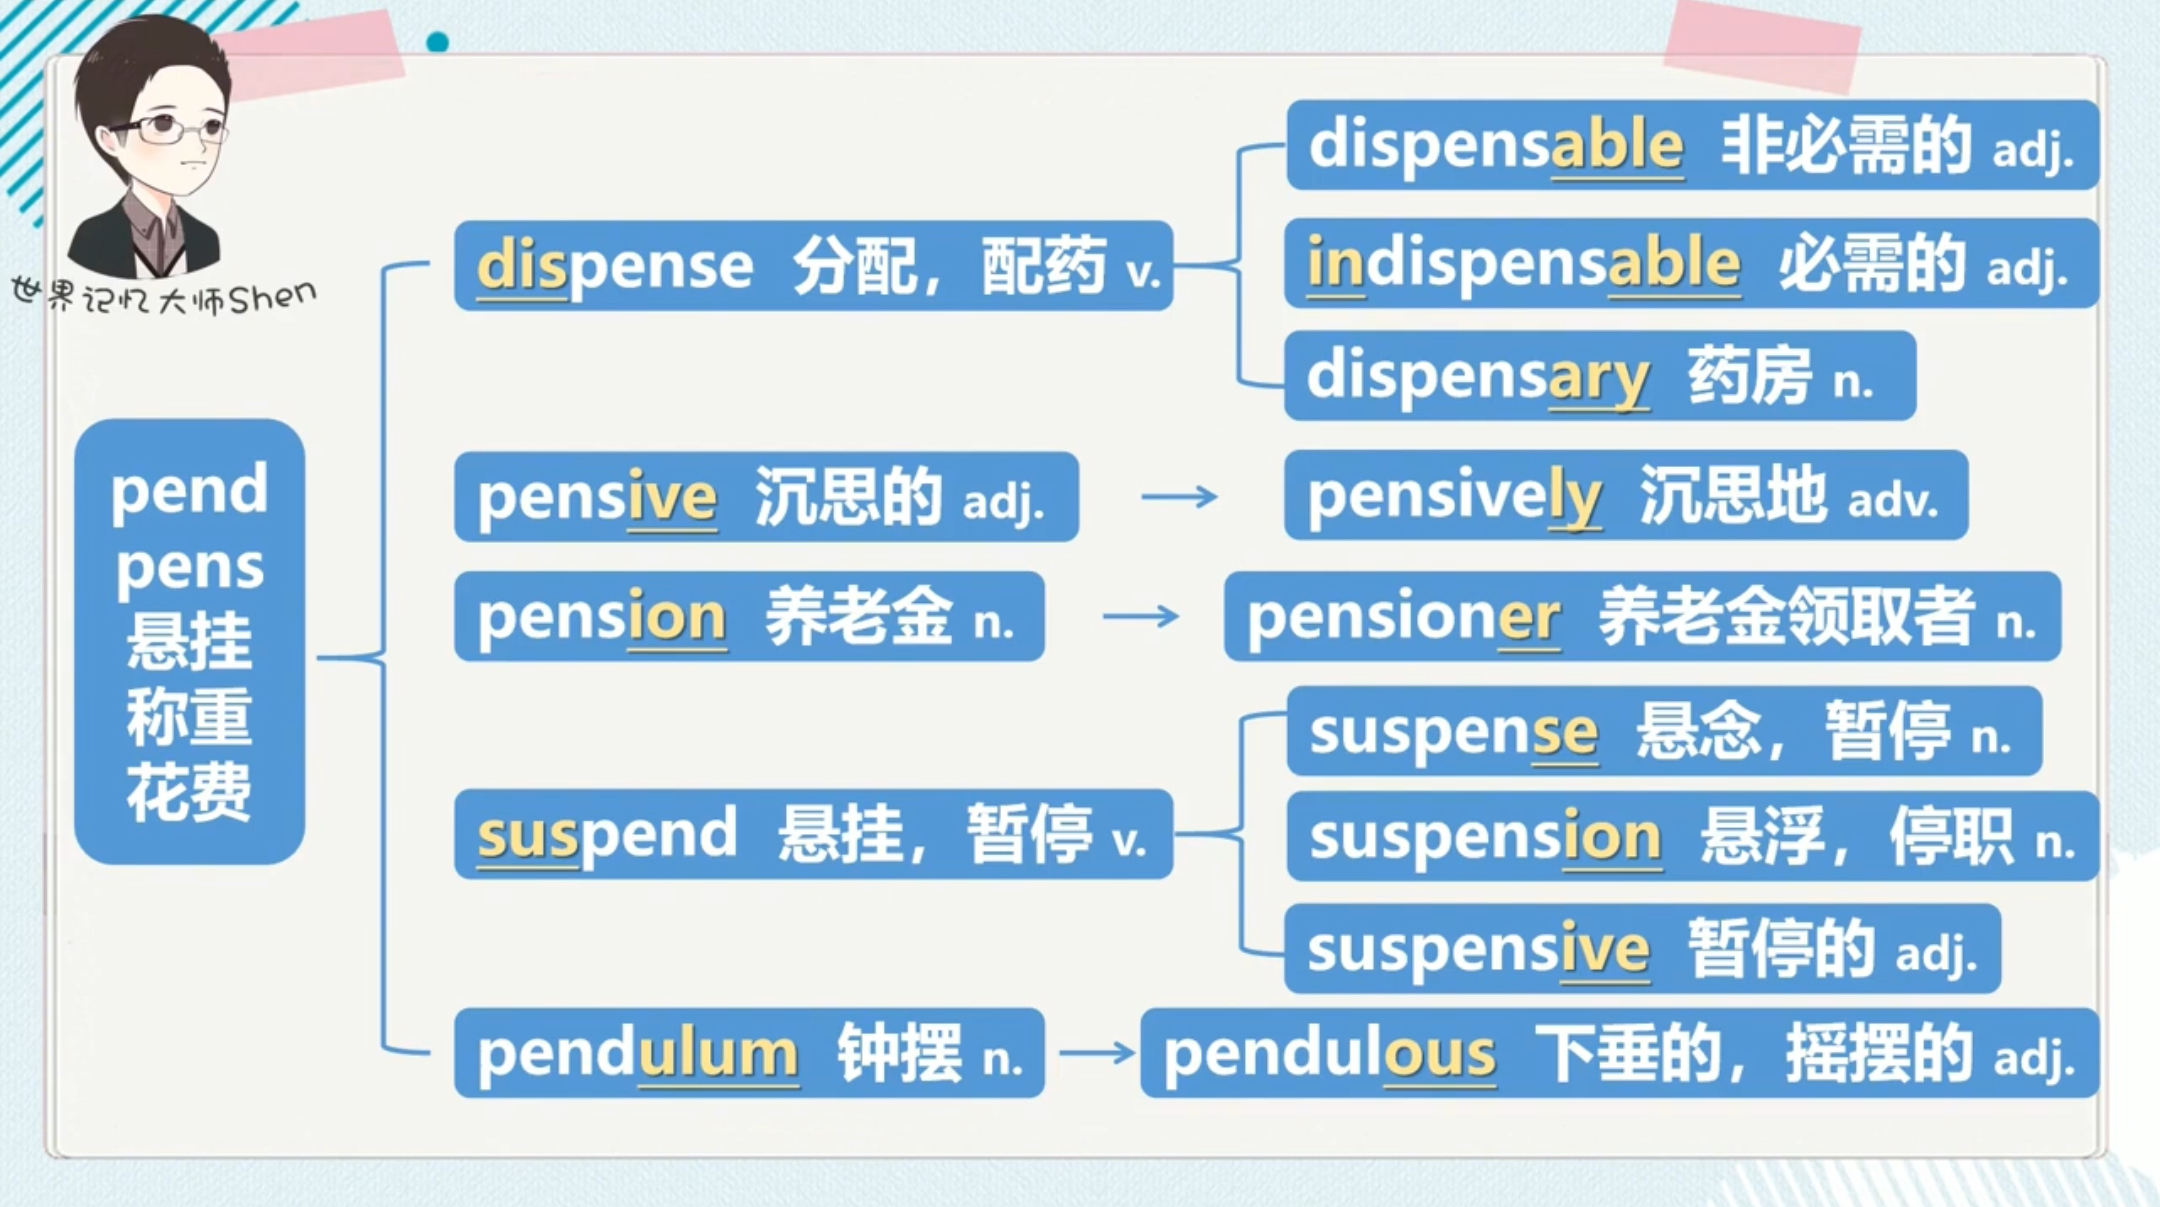 世界记忆大师Shen
pend
pens
悬挂
称重
花费
dispense 分配，配药 v.
dispensable 非必需的 adj.
indispensable 必需的 adj.
dispensary 药房 n.
pensive 沉思的 adj.
pensively 沉思地 adv.
pension 养老金 n.
pensioner 养老金领取者 n.
suspend 悬挂，暂停 v.
suspense 悬念，暂停 n.
suspension 悬浮，停职 n.
suspensive 暂停的 adj.
pendulum 钟摆 n.
pendulous 下垂的，摇摆的 adj.